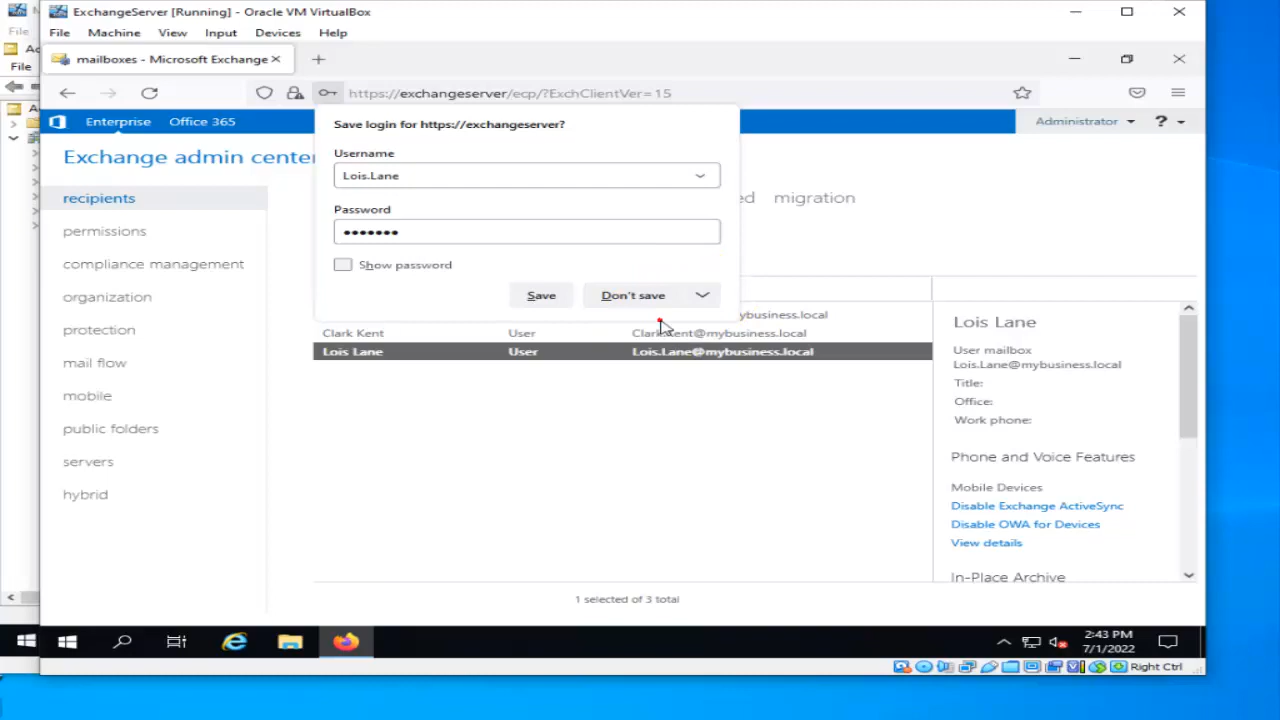 ExchangeServer [Running] - Oracle VM VirtualBox
File Machine View Input Devices Help
File
mailboxes - Microsoft Exchange
File
https://exchangeserver/ecp/?ExchClientVer=15
Enterprise Office 365
Administrator ?
Exchange admin center
Save login for https://exchangeserver?
Username
Lois.Lane
Password
•••••••
Show password
Save Don't save
recipients
permissions
compliance management
organization
protection
mail flow
mobile
public folders
servers
hybrid
ed migration
ybusiness.local
Clark Kent User
Lois Lane User Lois.Lane@mybusiness.local
1 selected of 3 total
Lois Lane
User mailbox
Lois.Lane@mybusiness.local
Title:
Office:
Work phone:
Phone and Voice Features
Mobile Devices
Disable Exchange ActiveSync
Disable OWA for Devices
View details
In-Place Archive
2:43 PM
7/1/2022
Right Ctrl